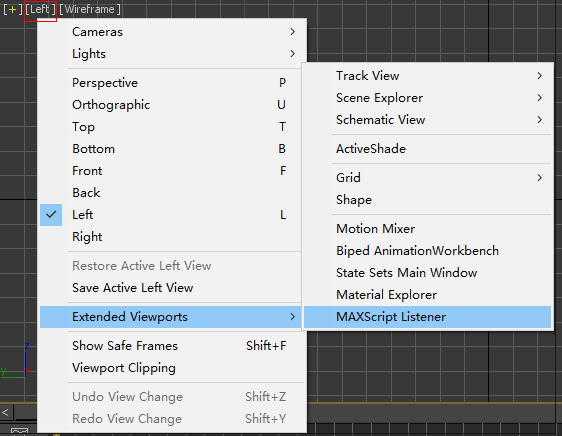 [+] [Left] [Wireframe]
Cameras
Lights
Perspective P
Orthographic U
Top T
Bottom B
Front F
Back
Left L
Right
Restore Active Left View
Save Active Left View
Extended Viewports
Show Safe Frames Shift+F
Viewport Clipping
Undo View Change Shift+Z
Redo View Change Shift+Y
Track View
Scene Explorer
Schematic View
ActiveShade
Grid
Shape
Motion Mixer
Biped AnimationWorkbench
State Sets Main Window
Material Explorer
MAXScript Listener
Z
Y